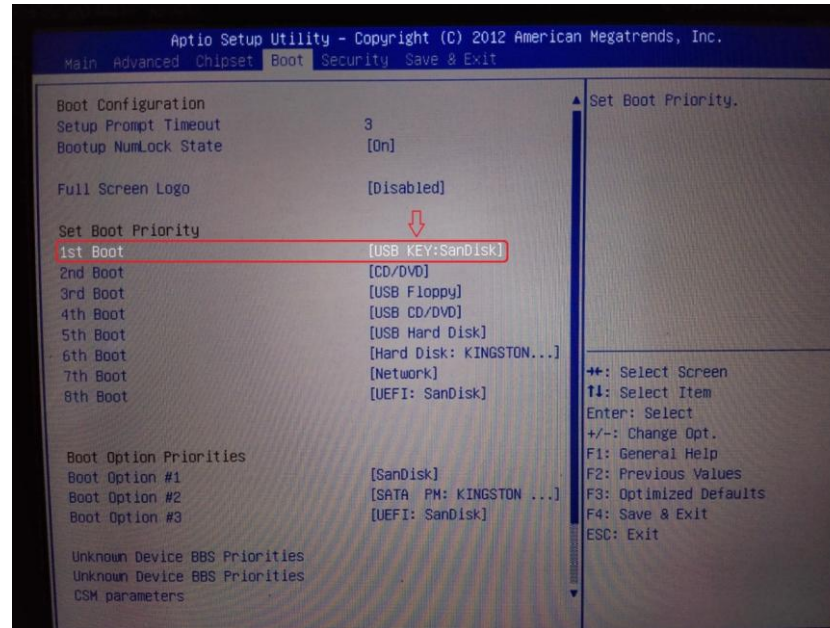 Aptio Setup Utility – Copyright (C) 2012 American Megatrends, Inc.
Main Advanced Chipset Boot Security Save & Exit
Boot Configuration
Setup Prompt Timeout 3
Bootup NumLock State [On]
Full Screen Logo [Disabled]
Set Boot Priority
1st Boot [USB KEY:SanDisk]
2nd Boot [CD/DVD]
3rd Boot [USB Floppy]
4th Boot [USB CD/DVD]
5th Boot [USB Hard Disk]
6th Boot [Hard Disk: KINGSTON...]
7th Boot [Network]
8th Boot [UEFI: SanDisk]
Boot Option Priorities
Boot Option #1 [SanDisk]
Boot Option #2 [SATA PM: KINGSTON ...]
Boot Option #3 [UEFI: SanDisk]
Unknown Device BBS Priorities
Unknown Device BBS Priorities
CSM parameters
Set Boot Priority.
→←: Select Screen
↑↓: Select Item
Enter: Select
+/-: Change Opt.
F1: General Help
F2: Previous Values
F3: Optimized Defaults
F4: Save & Exit
ESC: Exit